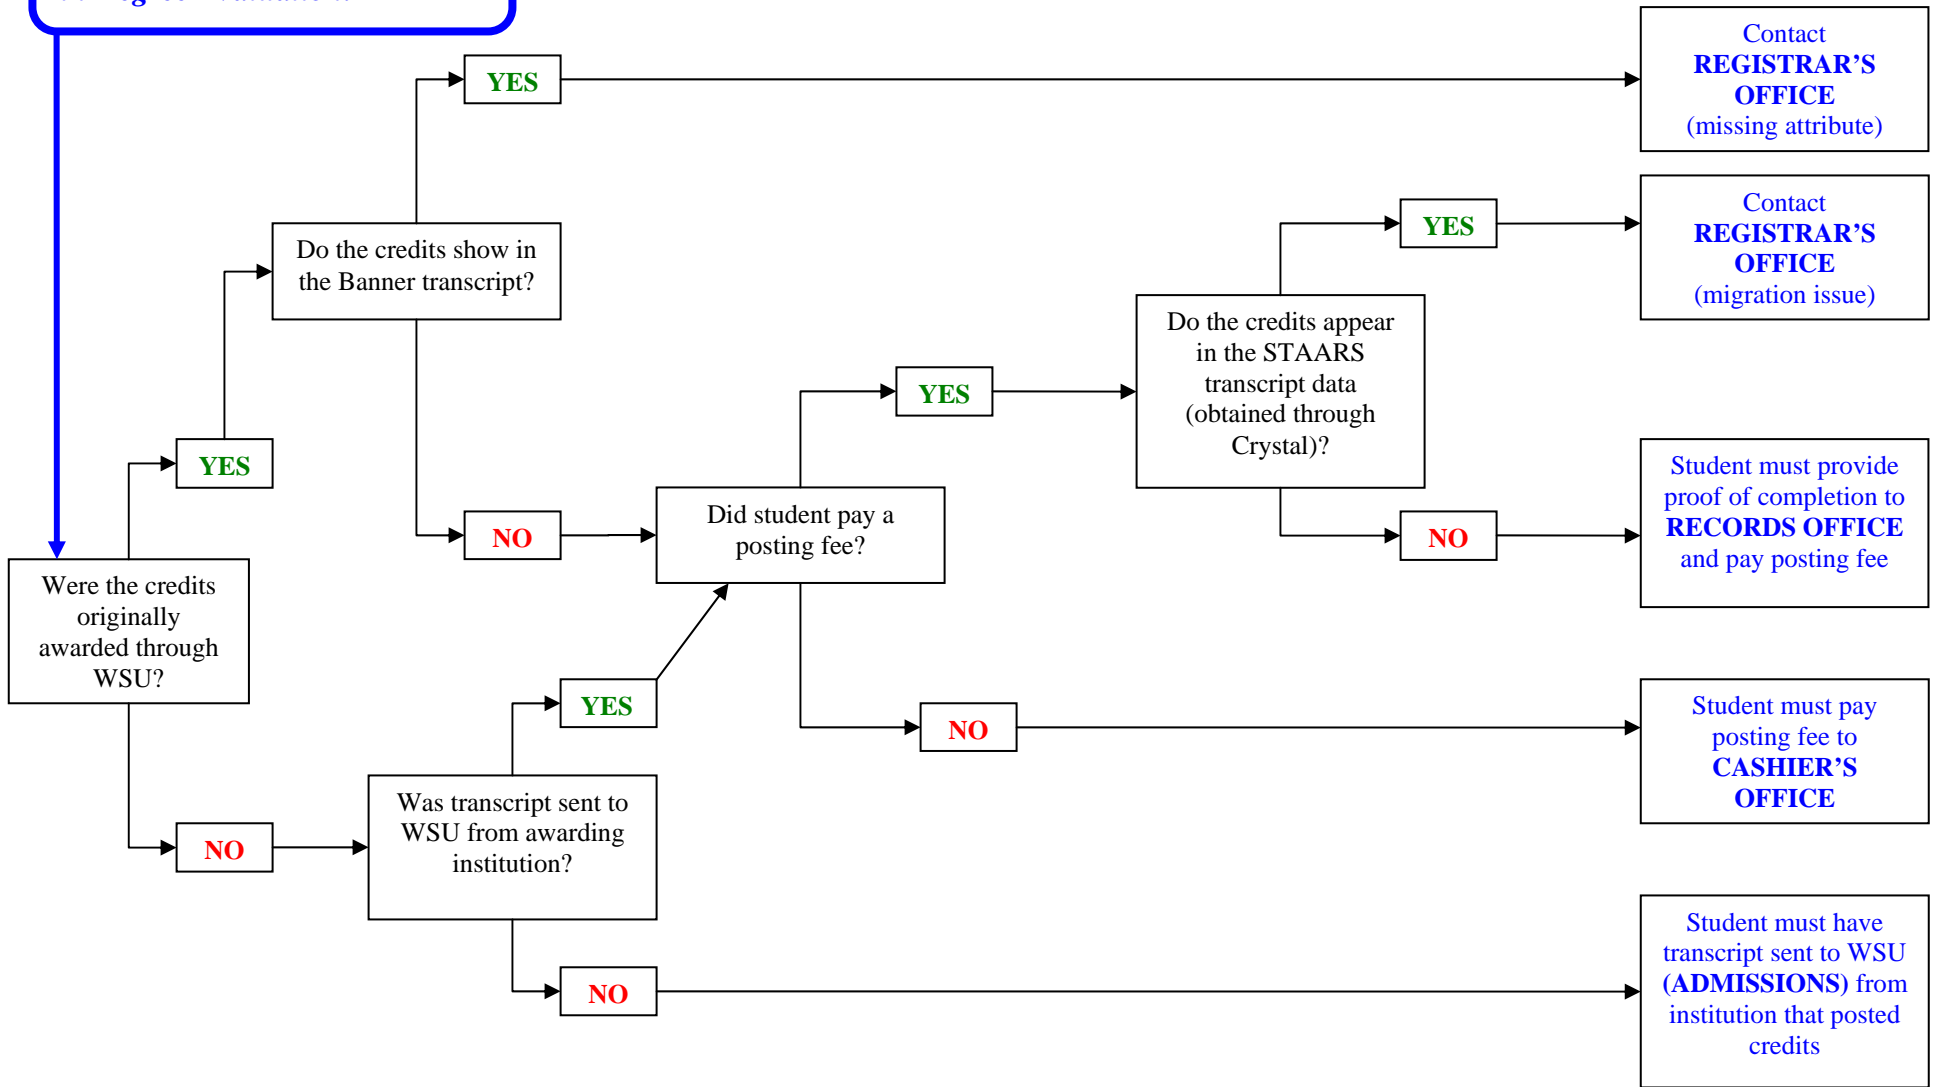 Contact
REGISTRAR'S
OFFICE
(missing attribute)
YES
Contact
REGISTRAR'S
OFFICE
(migration issue)
YES
Do the credits show in
the Banner transcript?
Do the credits appear
in the STAARS
transcript data
(obtained through
Crystal)?
YES
YES
Student must provide
proof of completion to
RECORDS OFFICE
and pay posting fee
NO
Did student pay a
posting fee?
NO
Were the credits
originally
awarded through
WSU?
YES
NO
Student must pay
posting fee to
CASHIER'S
OFFICE
Was transcript sent to
WSU from awarding
institution?
NO
Student must have
transcript sent to WSU
(ADMISSIONS) from
institution that posted
credits
NO